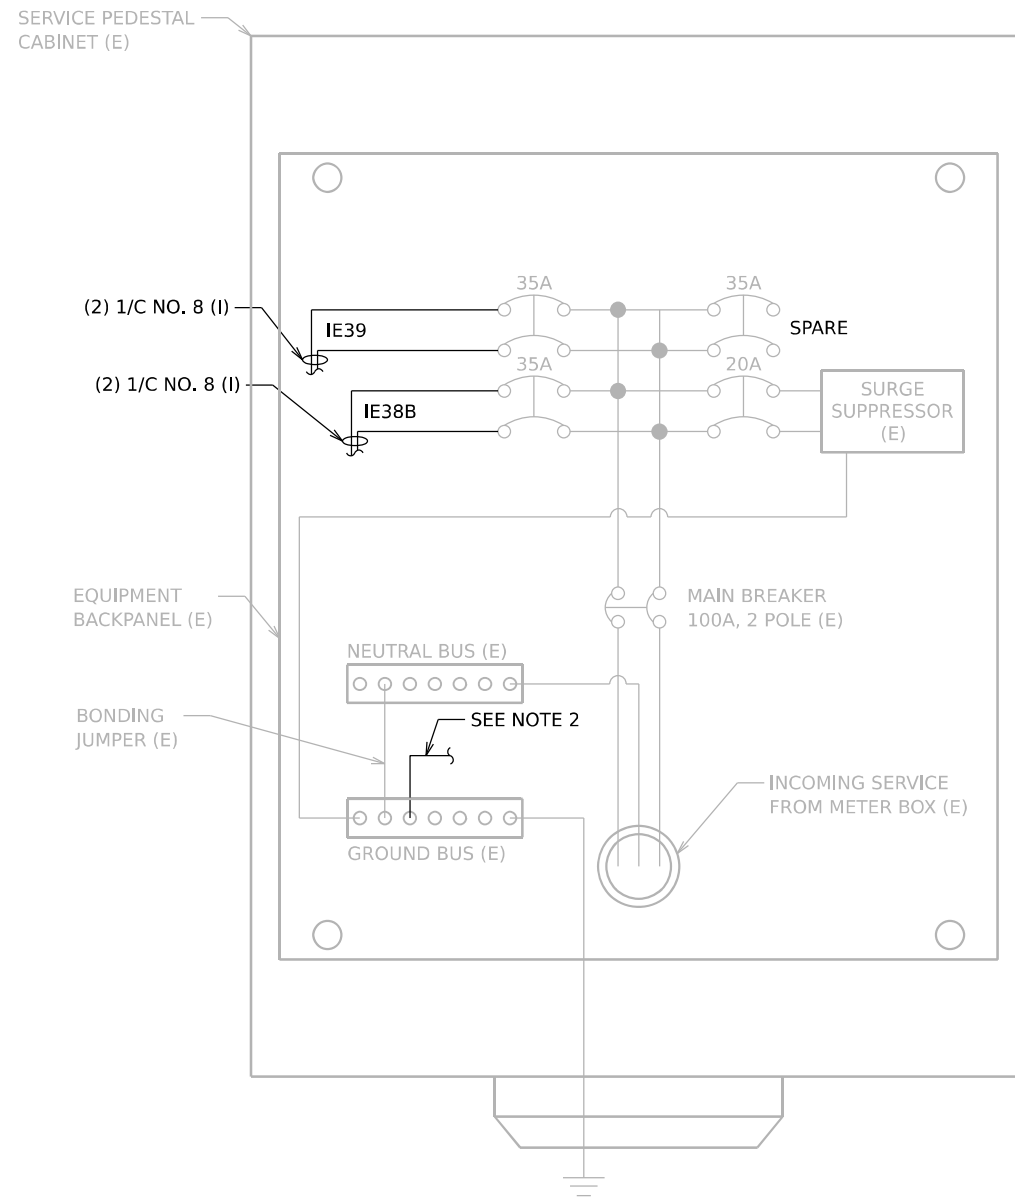 SERVICE PEDESTAL
CABINET (E)
35A
35A
(2) 1/C NO. 8 (I)
IE39
SPARE
35A
20A
(2) 1/C NO. 8 (I)
IE38B
SURGE
SUPPRESSOR
(E)
EQUIPMENT
BACKPANEL (E)
MAIN BREAKER
100A, 2 POLE (E)
NEUTRAL BUS (E)
BONDING
JUMPER (E)
SEE NOTE 2
INCOMING SERVICE
FROM METER BOX (E)
GROUND BUS (E)